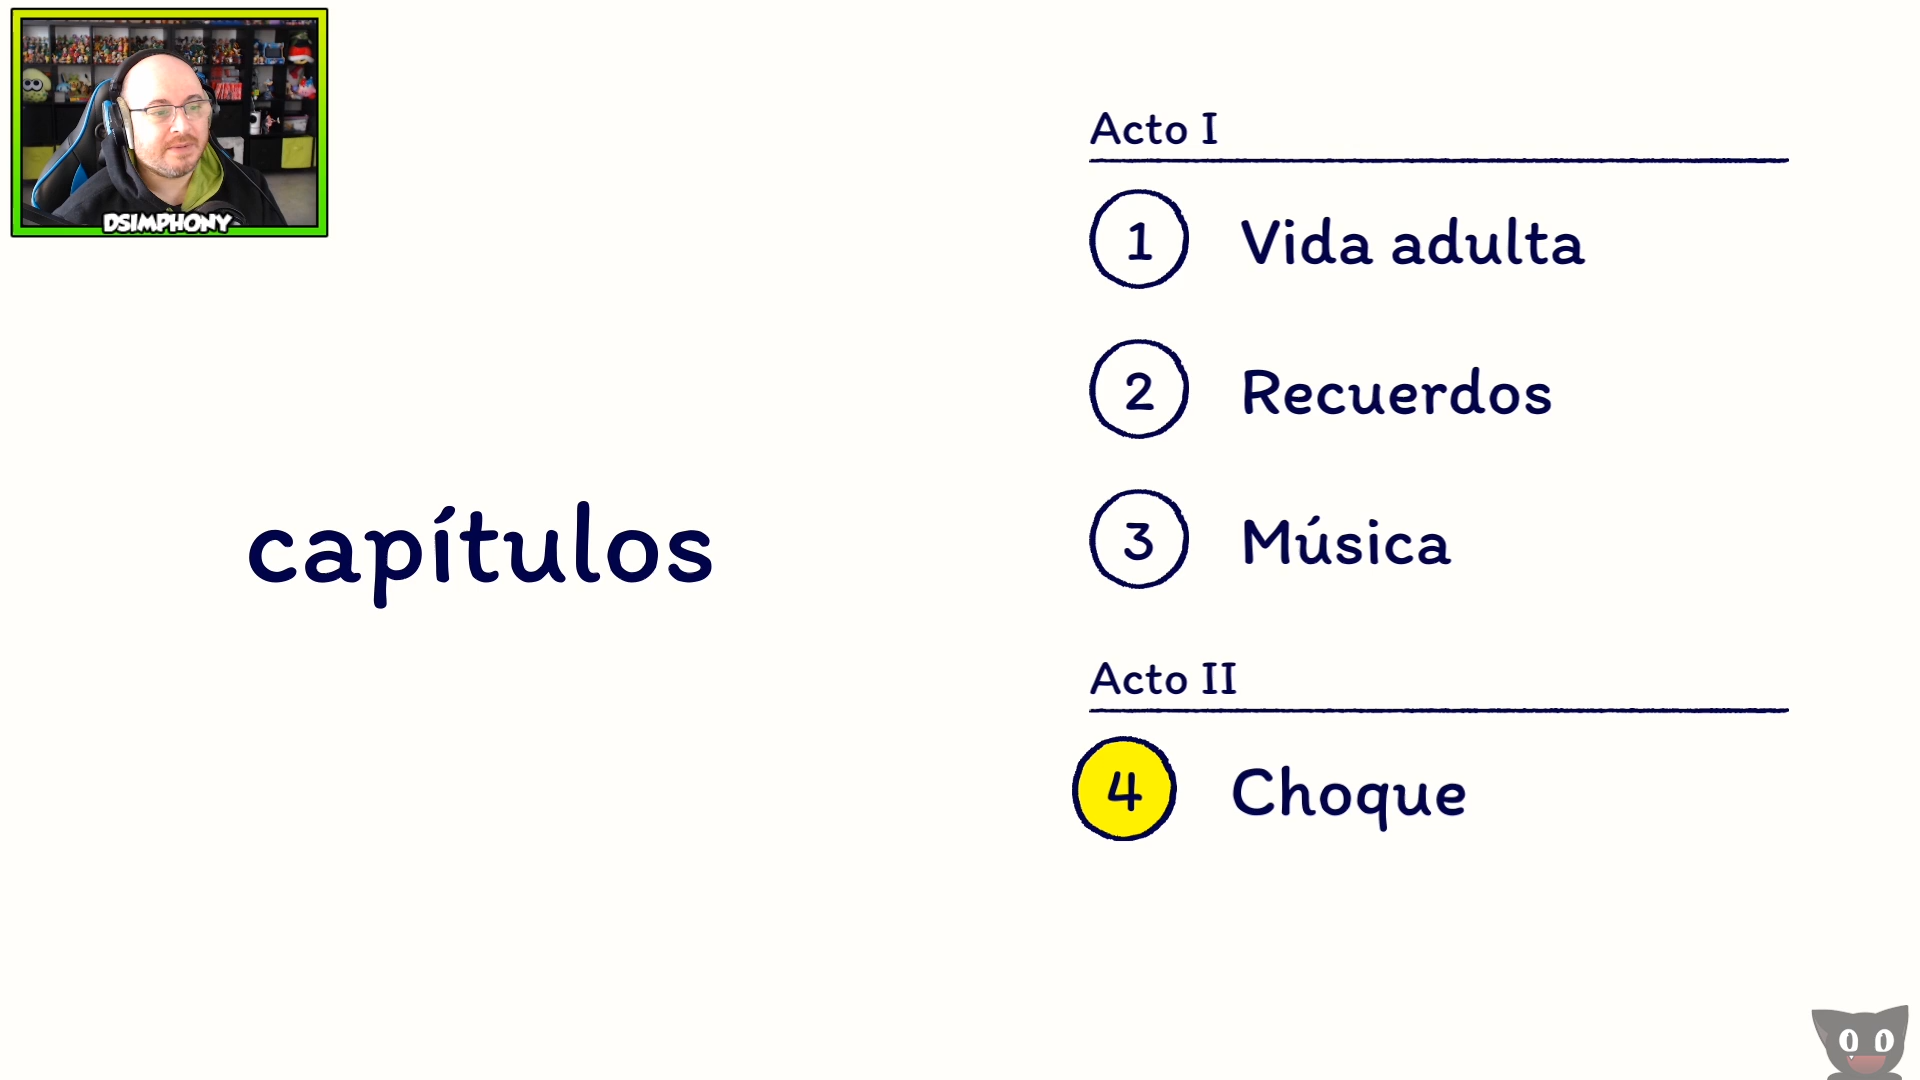 DSIMPHONY
capítulos
Acto I
1 Vida adulta
2 Recuerdos
3 Música
Acto II
4 Choque